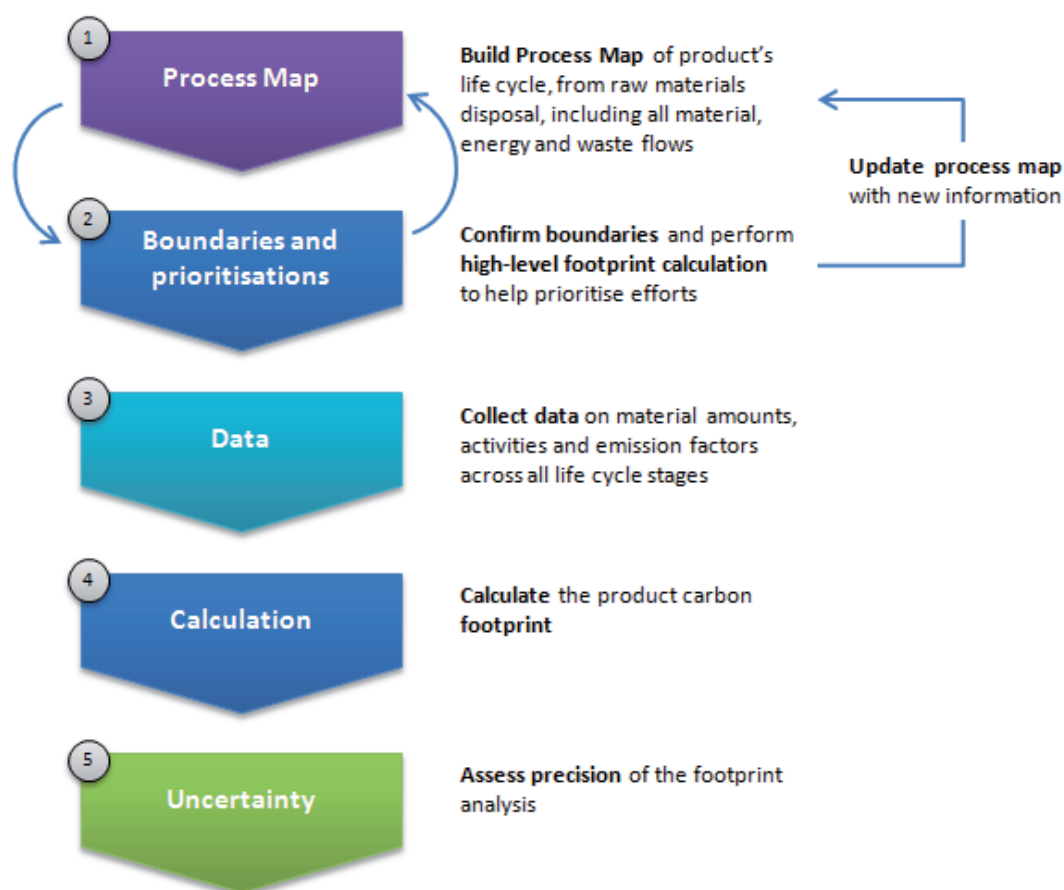 1
Process Map
Build Process Map of product's
life cycle, from raw materials
disposal, including all material,
energy and waste flows
Update process map
with new information
2
Boundaries and
prioritisations
Confirm boundaries and perform
high-level footprint calculation
to help prioritise efforts
3
Data
Collect data on material amounts,
activities and emission factors
across all life cycle stages
4
Calculation
Calculate the product carbon
footprint
5
Uncertainty
Assess precision of the footprint
analysis